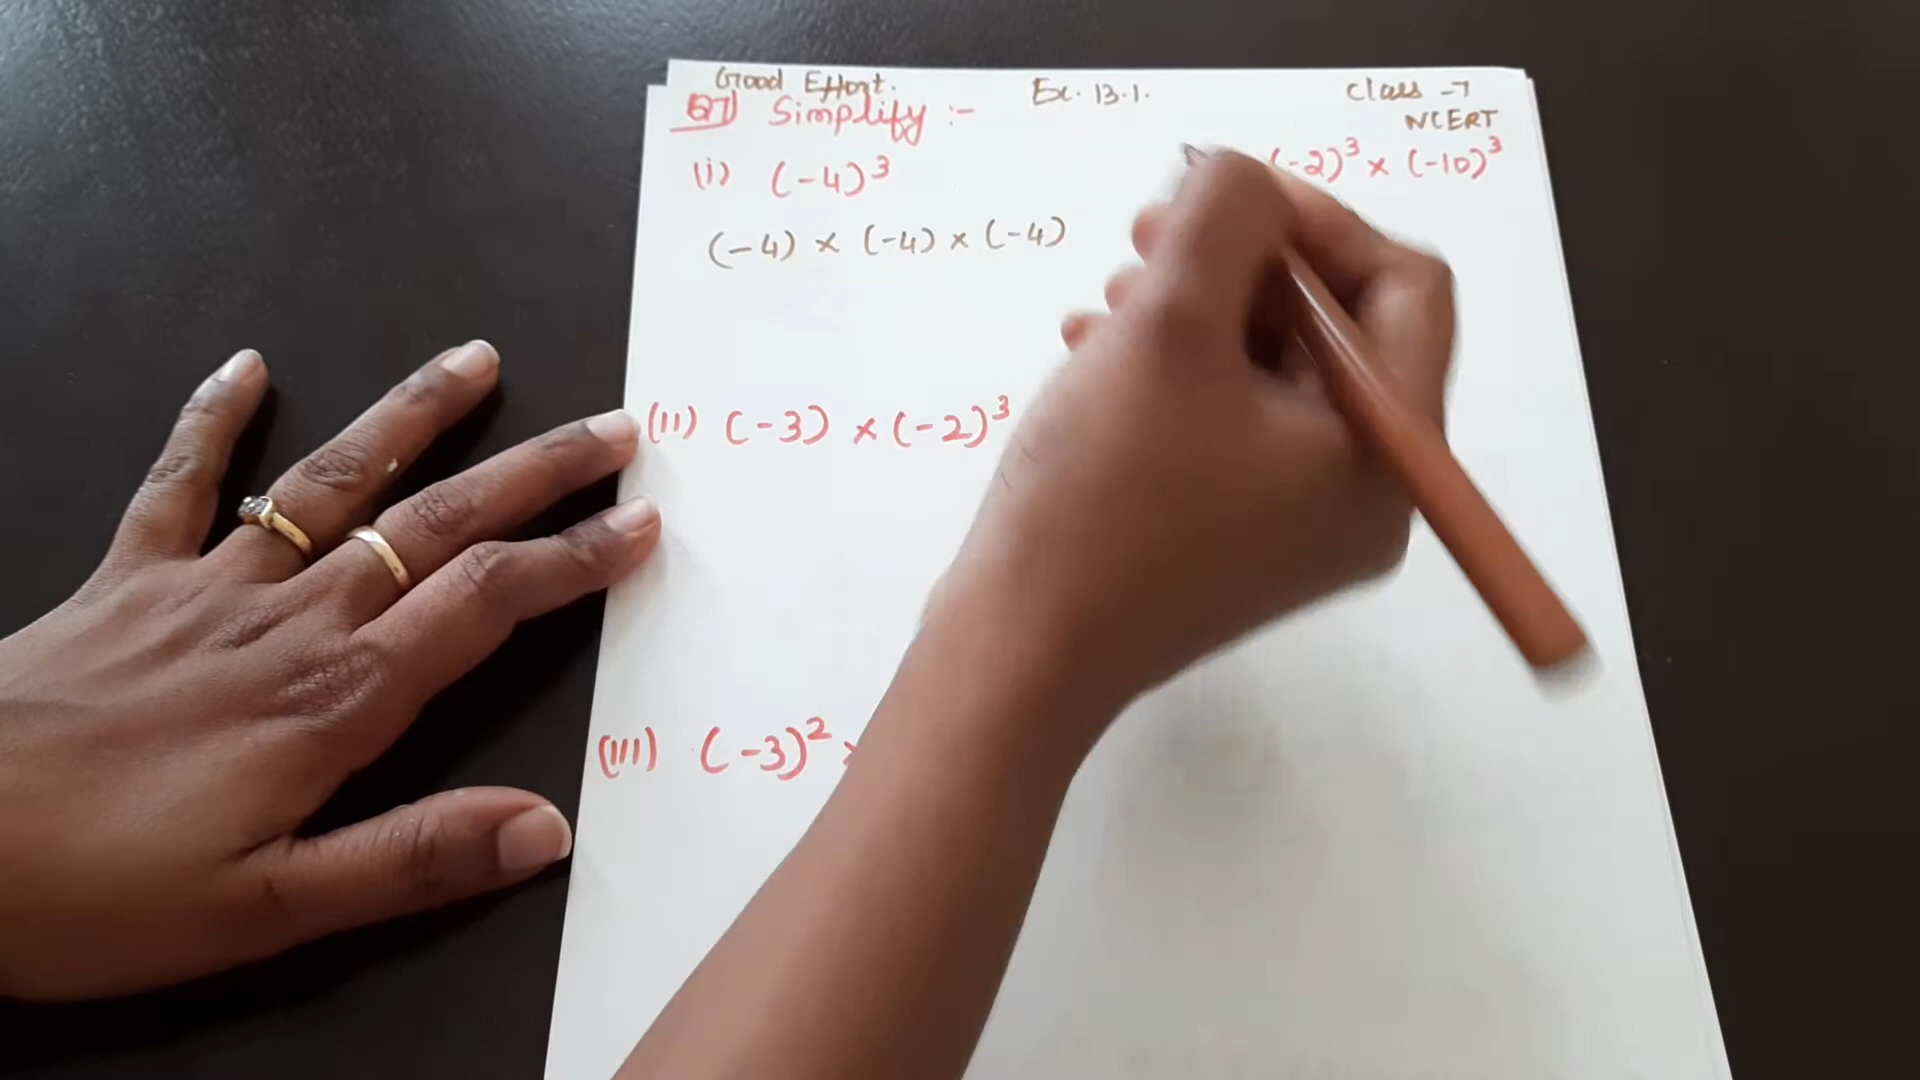 Good Effort. Ex. 13.1. Class -7
NCERT
Q7) Simplify :-
(i) (-4)³
(-2)³ × (-10)³
(-4) × (-4) × (-4)
(ii) (-3) × (-2)³
(iii) (-3)² ×